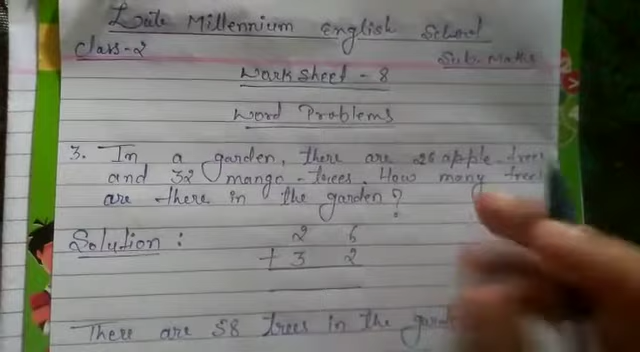 Little Millennium English School
Class-2 Sub. Maths
Worksheet - 8
Word Problems
3. In a garden, there are 26 apple-trees
and 32 mango-trees. How many trees
are there in the garden?
Solution : 2 6
+ 3 2
There are 58 trees in the